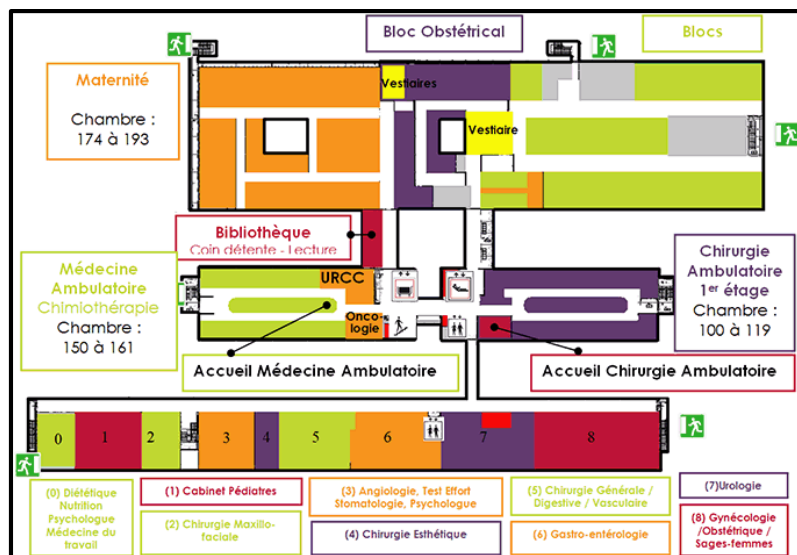 Bloc Obstétrical
Blocs
Maternité
Chambre :
174 à 193
Vestiaires
Vestiaire
Bibliothèque
Coin détente - Lecture
Médecine
Ambulatoire
Chimiothérapie
Chambre :
150 à 161
URCC
Onco-
logie
Chirurgie
Ambulatoire
1er étage
Chambre :
100 à 119
Accueil Médecine Ambulatoire
Accueil Chirurgie Ambulatoire
0
1
2
3
4
5
6
7
8
(0) Diététique
Nutrition
Psychologue
Médecine du
travail
(1) Cabinet Pédiatres
(2) Chirurgie Maxillo-
faciale
(3) Angiologie, Test Effort
Stomatologie, Psychologue
(4) Chirurgie Esthétique
(5) Chirurgie Générale /
Digestive / Vasculaire
(6) Gastro-entérologie
(7)Urologie
(8) Gynécologie
/Obstétrique /
Sages-femmes